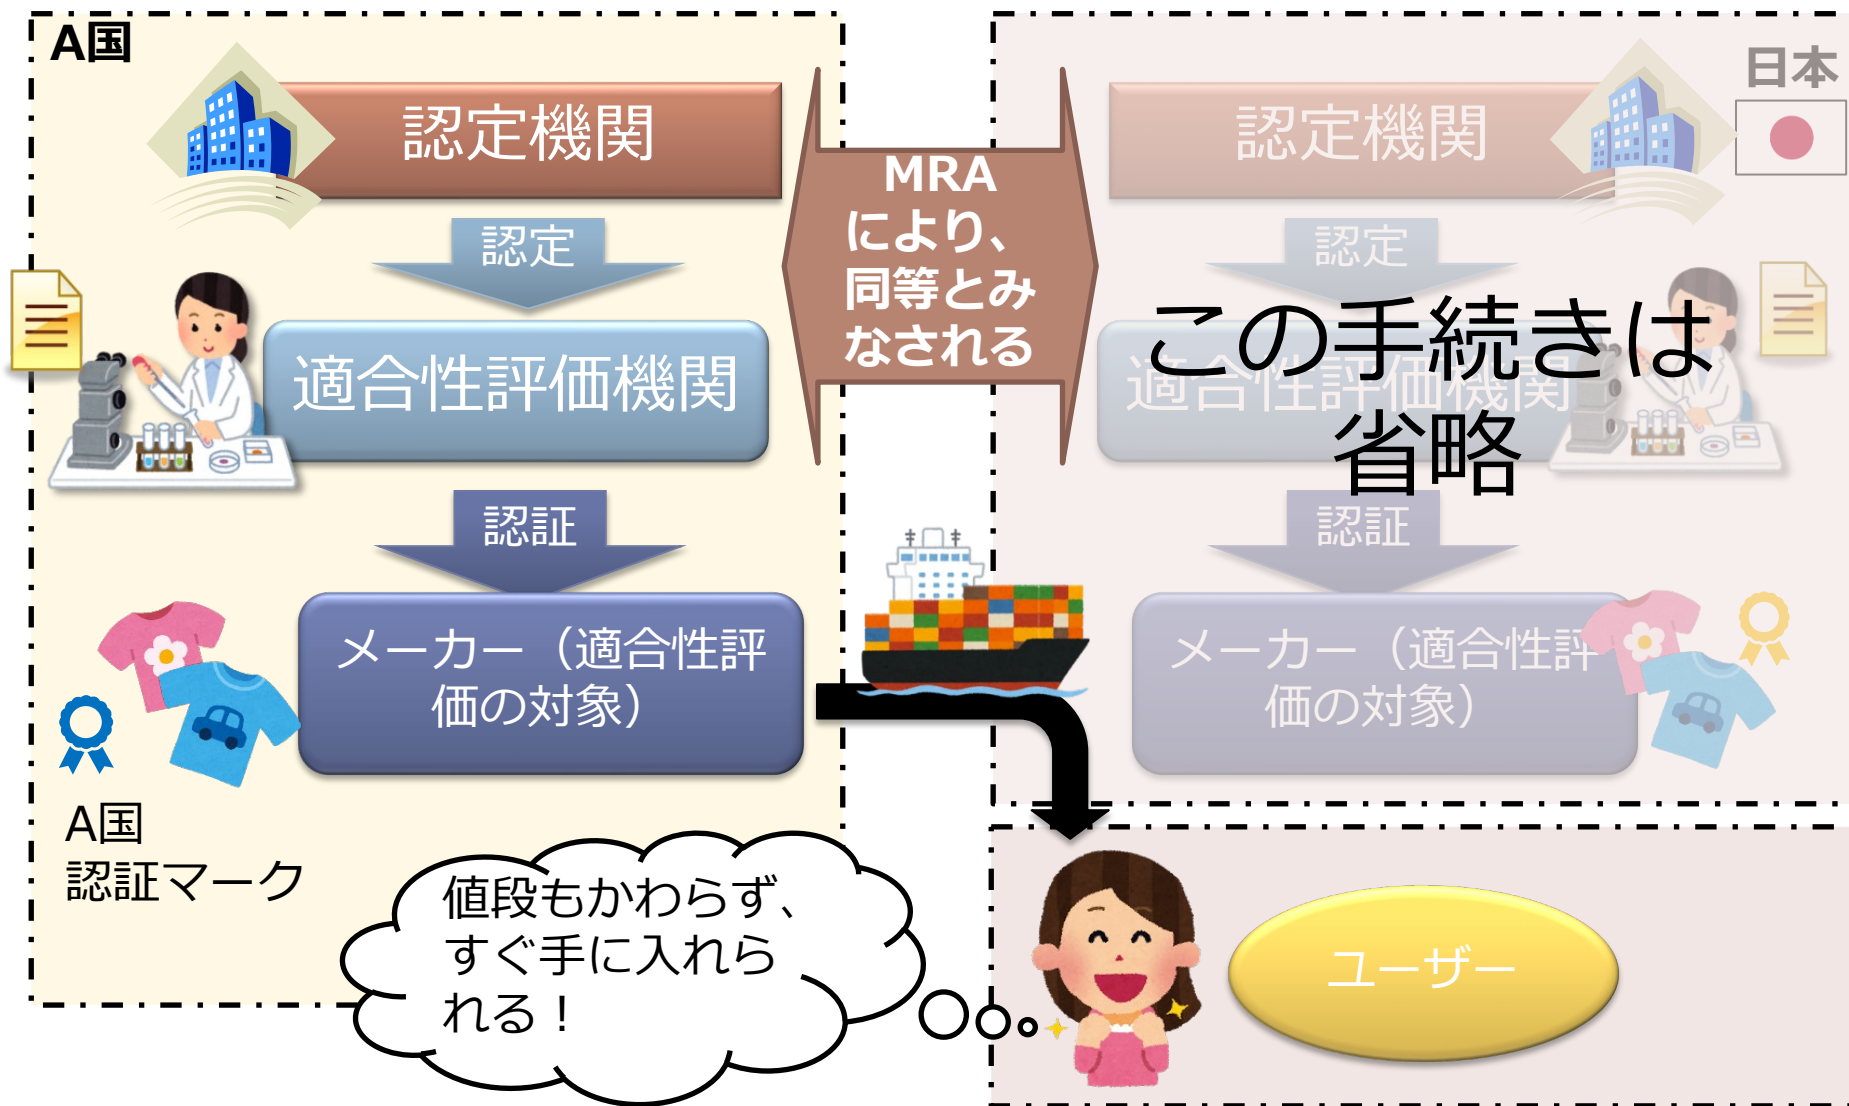 A国
認定機関
認定
適合性評価機関
認証
メーカー（適合性評
価の対象）
A国
認証マーク
MRA
により、
同等とみ
なされる
日本
認定機関
認定
適合性評価機関
この手続きは
省略
認証
メーカー（適合性評
価の対象）
値段もかわらず、
すぐ手に入れら
れる！
ユーザー